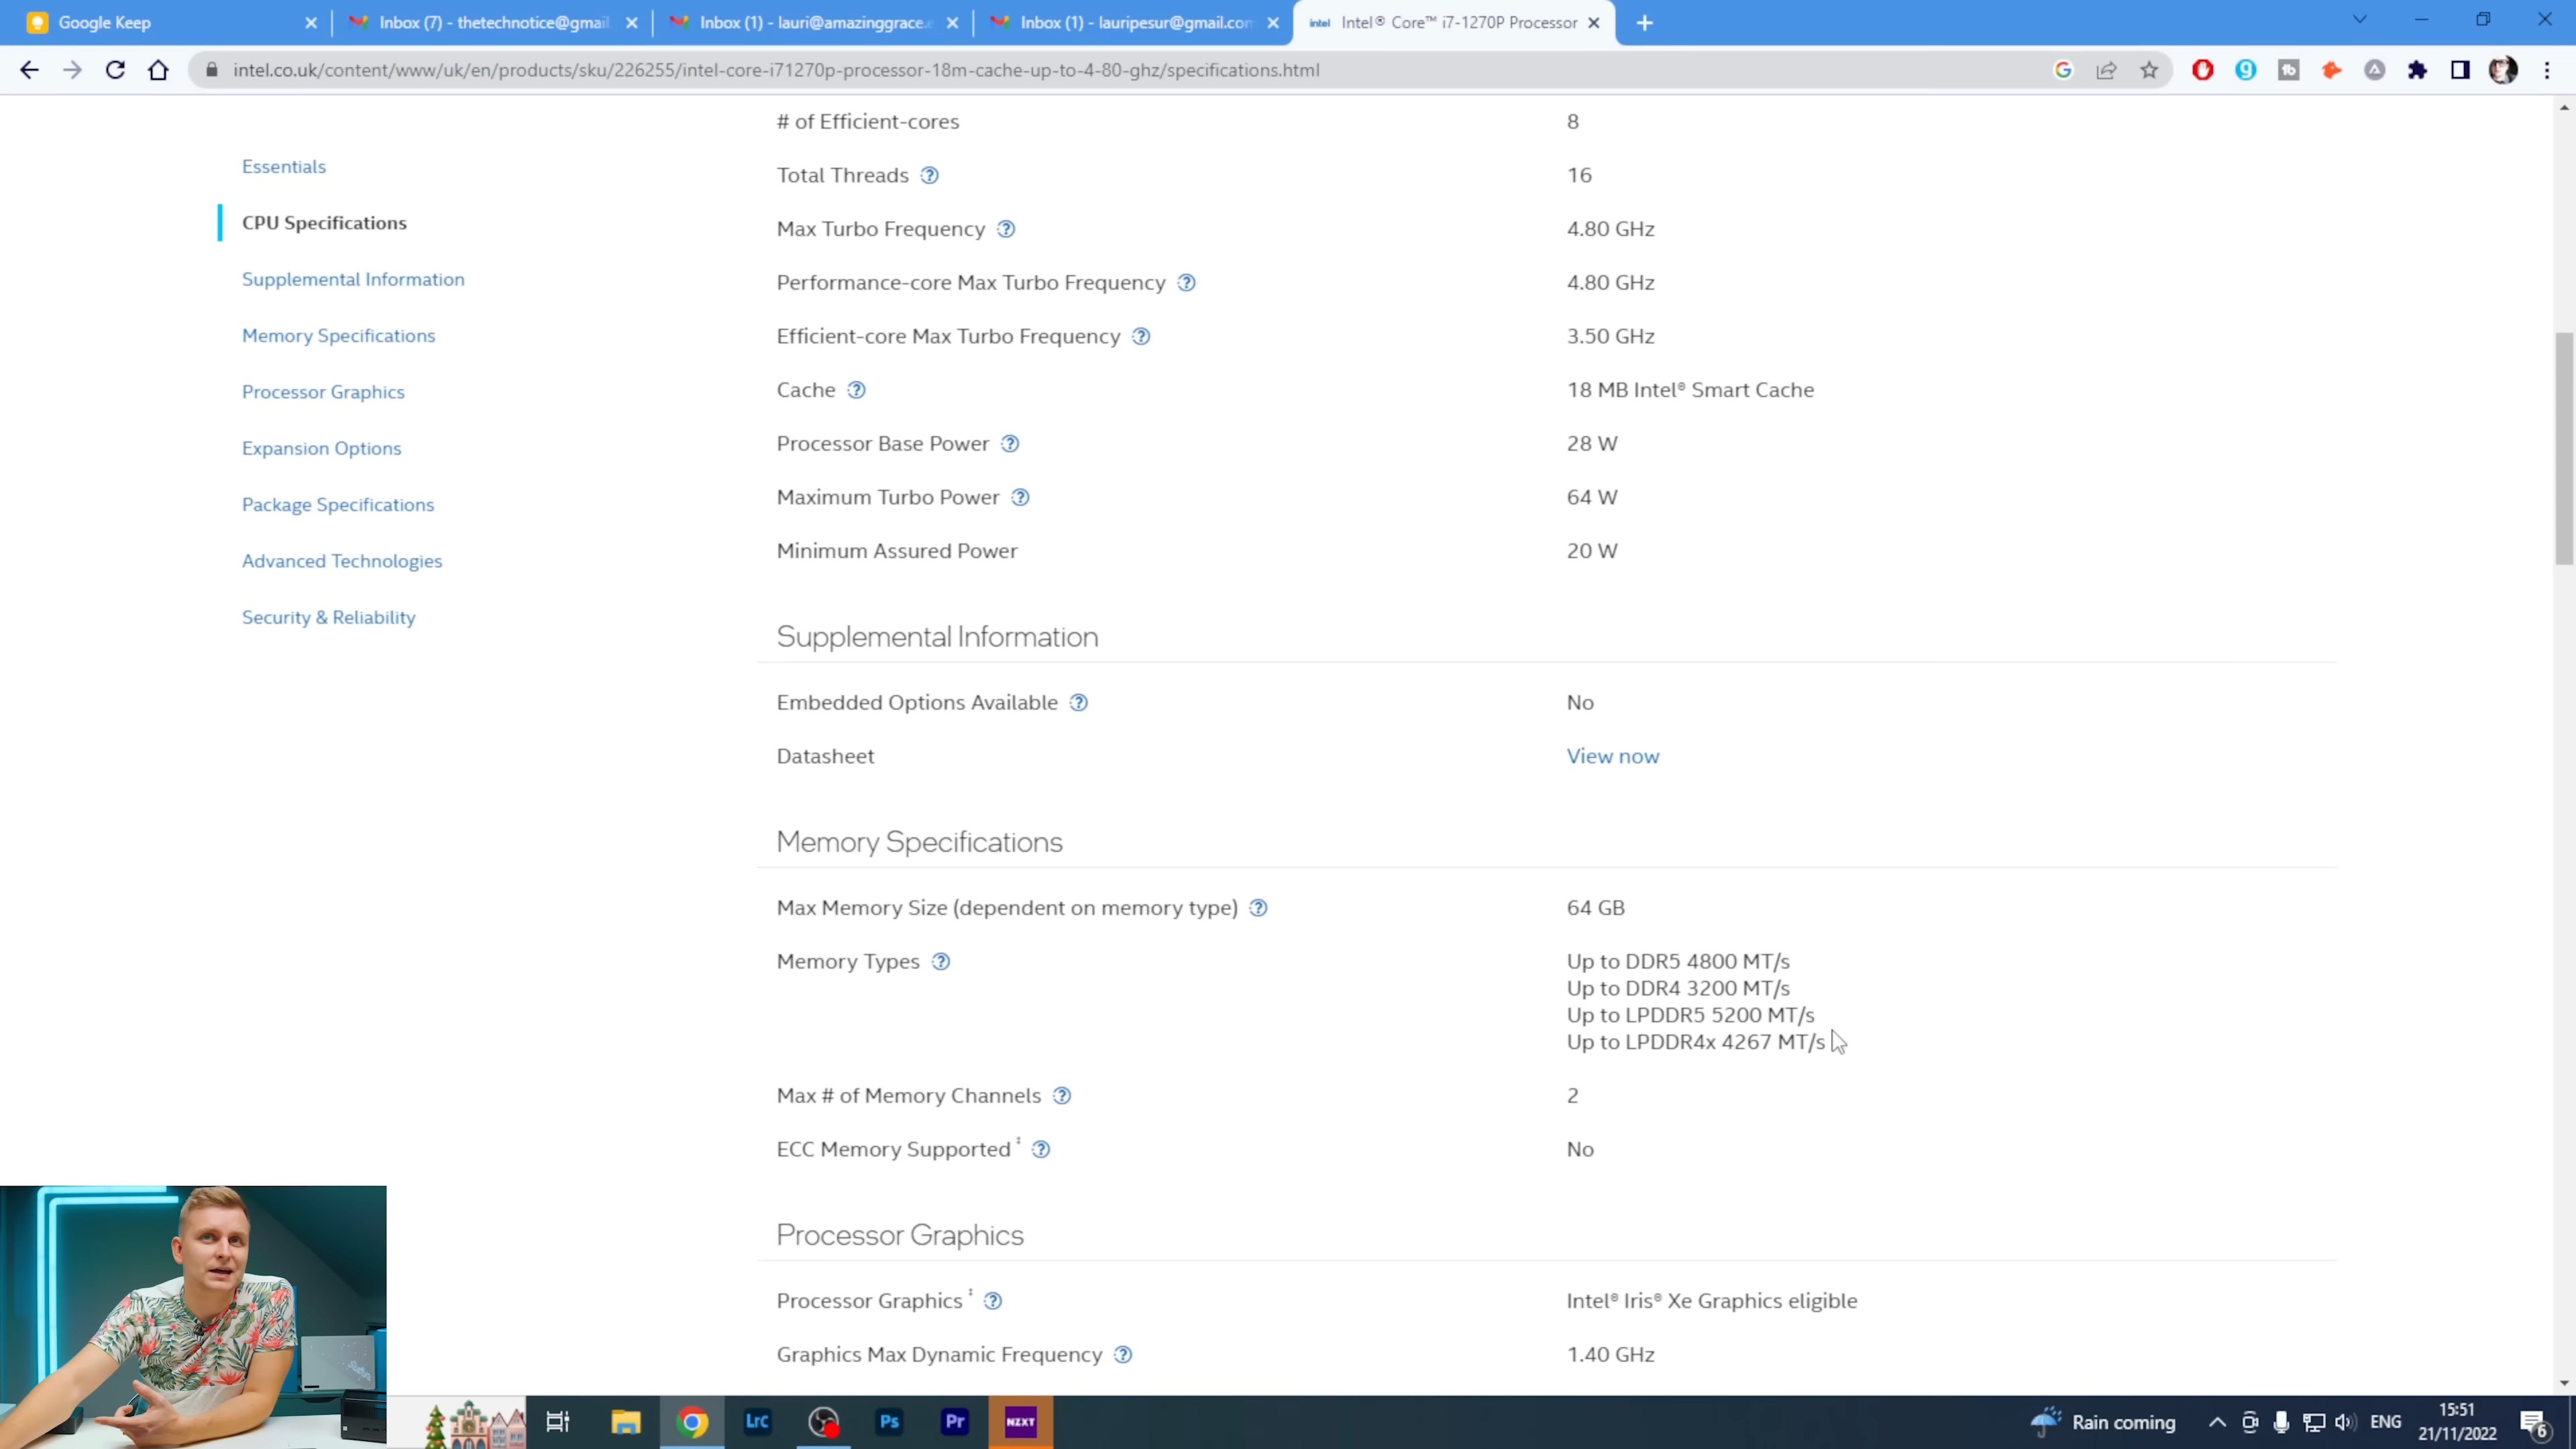 Google Keep
Inbox (7) - thetechnotice@gmail
Inbox (1) - lauri@amazinggrace.
Inbox (1) - lauripesur@gmail.com
intel Intel® Core™ i7-1270P Processor
intel.co.uk/content/www/uk/en/products/sku/226255/intel-core-i71270p-processor-18m-cache-up-to-4-80-ghz/specifications.html
Essentials
CPU Specifications
Supplemental Information
Memory Specifications
Processor Graphics
Expansion Options
Package Specifications
Advanced Technologies
Security & Reliability
# of Efficient-cores 8
Total Threads ? 16
Max Turbo Frequency ? 4.80 GHz
Performance-core Max Turbo Frequency ? 4.80 GHz
Efficient-core Max Turbo Frequency ? 3.50 GHz
Cache ? 18 MB Intel® Smart Cache
Processor Base Power ? 28 W
Maximum Turbo Power ? 64 W
Minimum Assured Power 20 W
Supplemental Information
Embedded Options Available ? No
Datasheet View now
Memory Specifications
Max Memory Size (dependent on memory type) ? 64 GB
Memory Types ? Up to DDR5 4800 MT/s
Up to DDR4 3200 MT/s
Up to LPDDR5 5200 MT/s
Up to LPDDR4x 4267 MT/s
Max # of Memory Channels ? 2
ECC Memory Supported ‡ ? No
Processor Graphics
Processor Graphics ‡ ? Intel® Iris® Xe Graphics eligible
Graphics Max Dynamic Frequency ? 1.40 GHz
Lrc
Ps
Pr
NZXT
Rain coming
ENG
15:51
21/11/2022
6